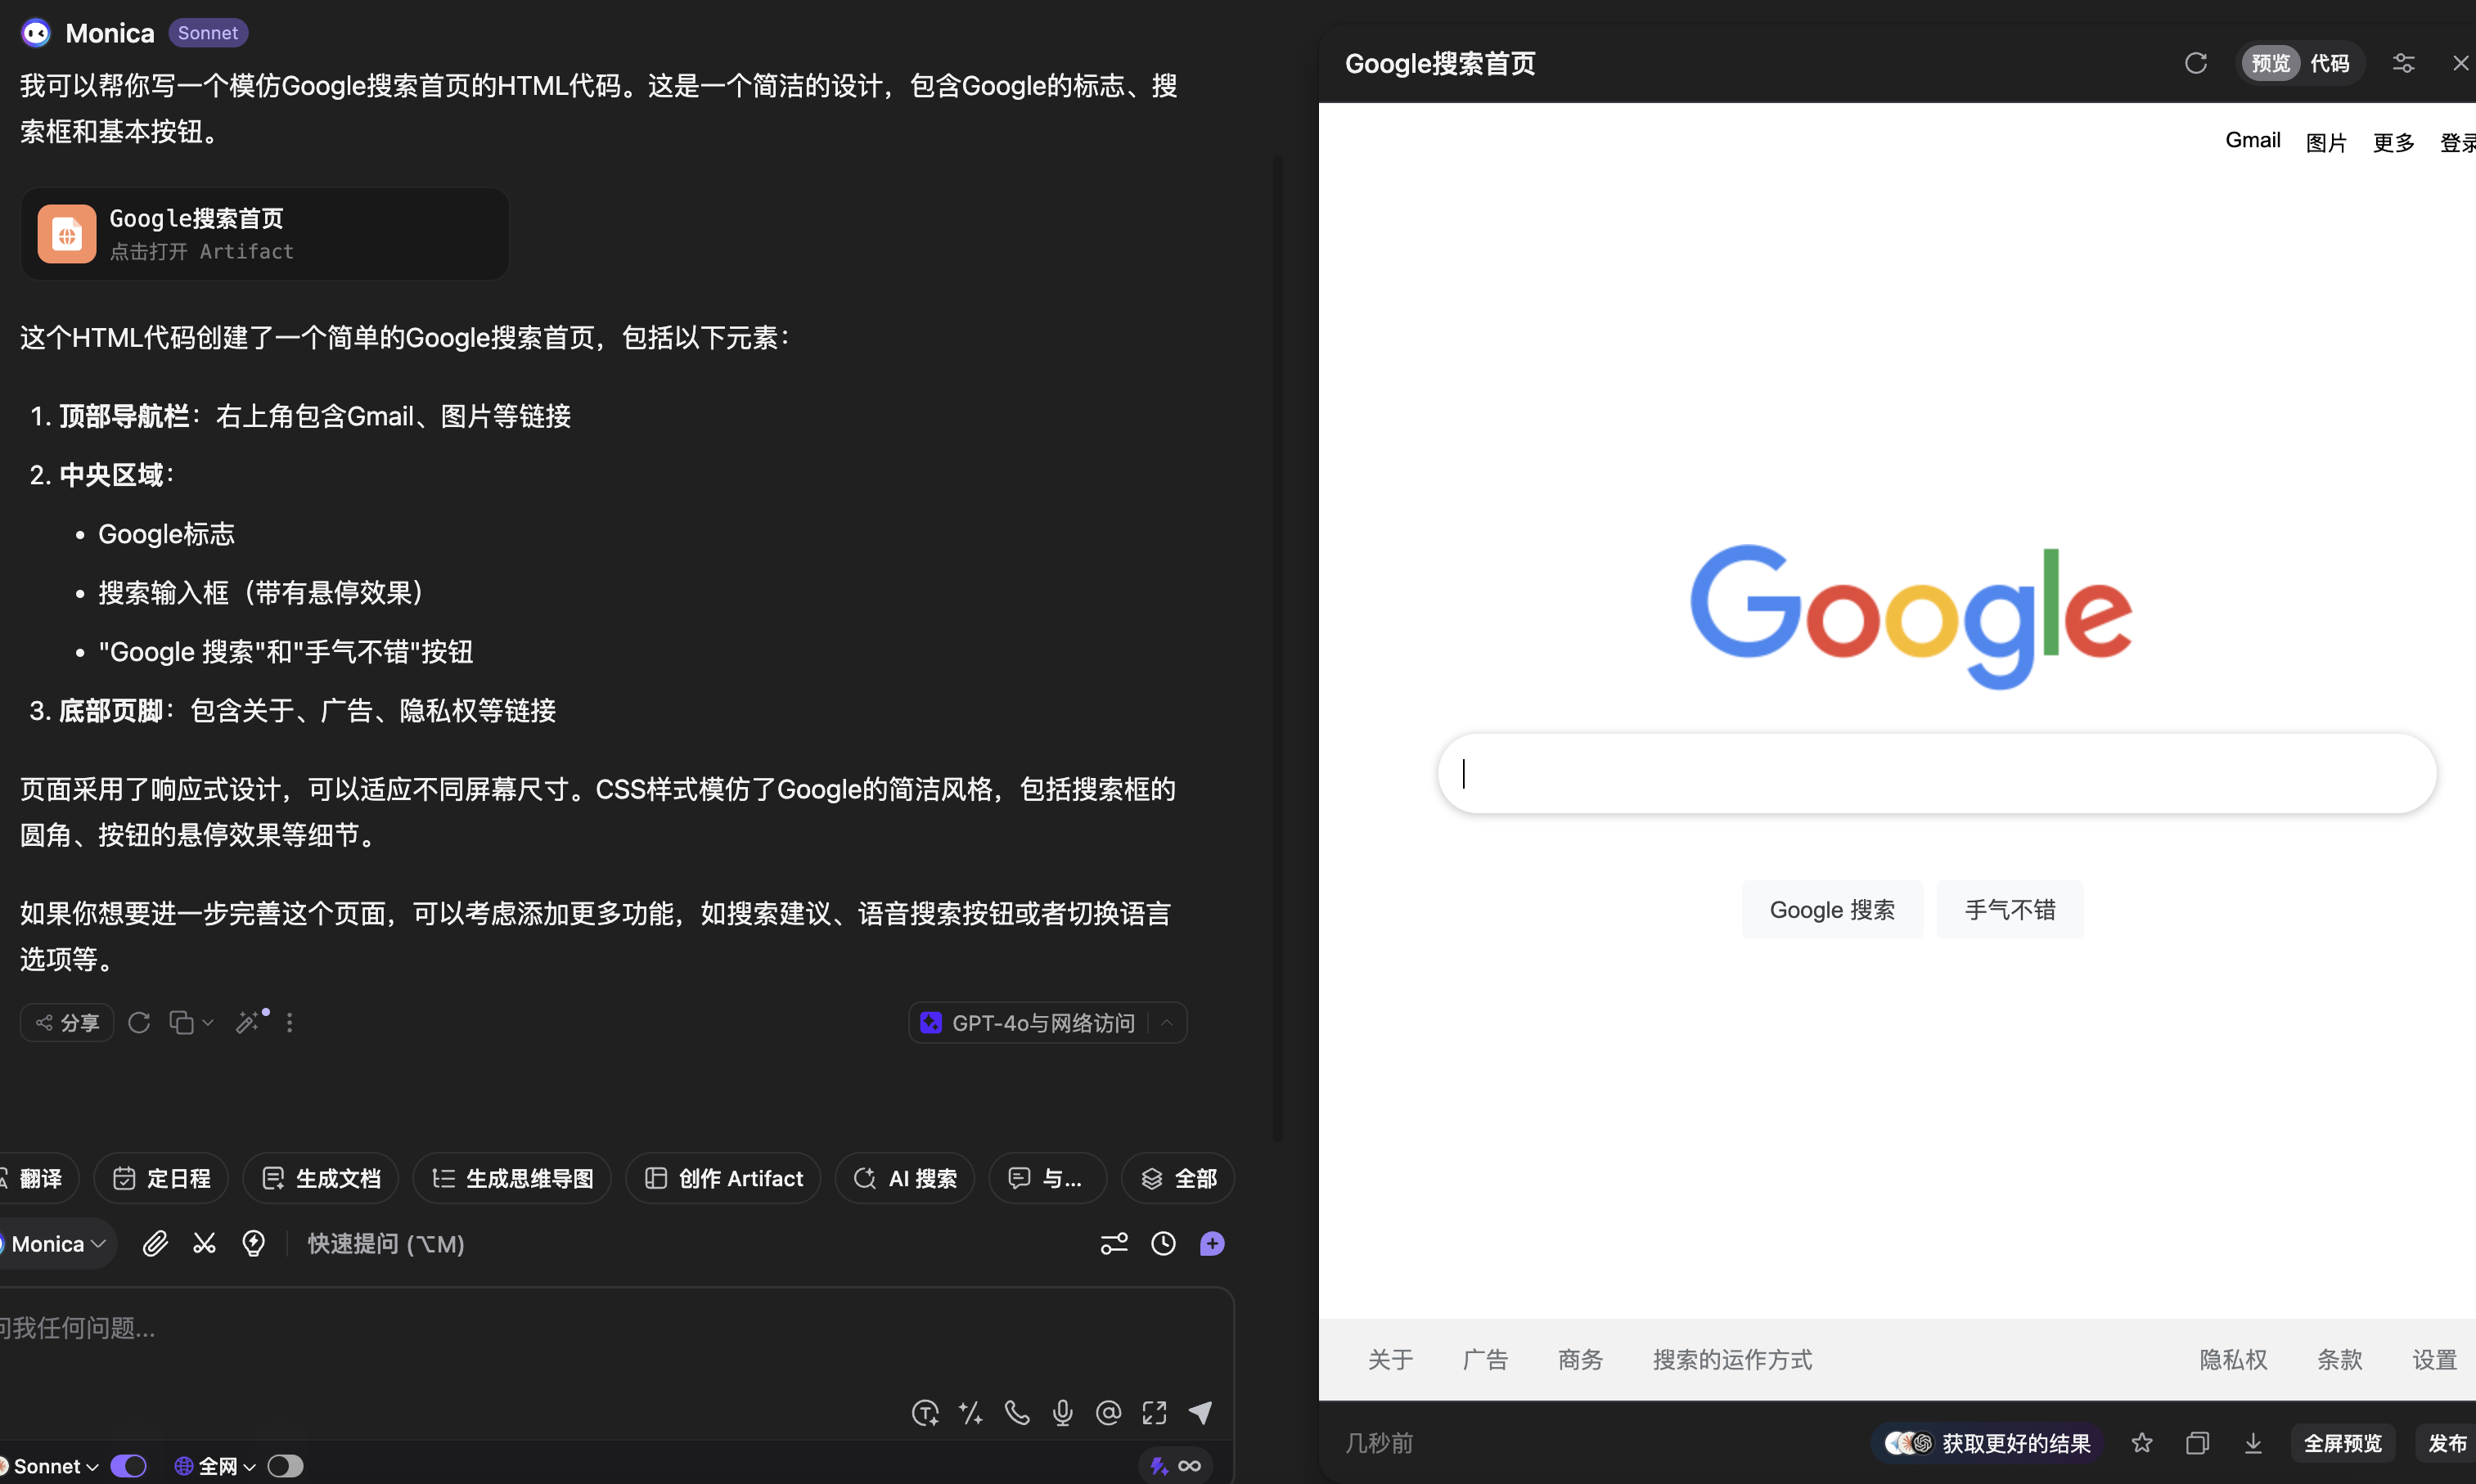 Monica Sonnet
我可以帮你写一个模仿Google搜索首页的HTML代码。这是一个简洁的设计，包含Google的标志、搜
索框和基本按钮。
Google搜索首页
点击打开 Artifact
这个HTML代码创建了一个简单的Google搜索首页，包括以下元素：
1. 顶部导航栏：右上角包含Gmail、图片等链接
2. 中央区域：
• Google标志
• 搜索输入框（带有悬停效果）
• "Google 搜索"和"手气不错"按钮
3. 底部页脚：包含关于、广告、隐私权等链接
页面采用了响应式设计，可以适应不同屏幕尺寸。CSS样式模仿了Google的简洁风格，包括搜索框的
圆角、按钮的悬停效果等细节。
如果你想要进一步完善这个页面，可以考虑添加更多功能，如搜索建议、语音搜索按钮或者切换语言
选项等。
分享
GPT-4o与网络访问
翻译 定日程 生成文档 生成思维导图 创作 Artifact AI 搜索 与... 全部
Monica 快速提问 (⌥M)
问我任何问题...
Sonnet 全网
Google搜索首页 预览 代码
Gmail 图片 更多 登录
Google
Google 搜索 手气不错
关于 广告 商务 搜索的运作方式 隐私权 条款 设置
几秒前 获取更好的结果 全屏预览 发布